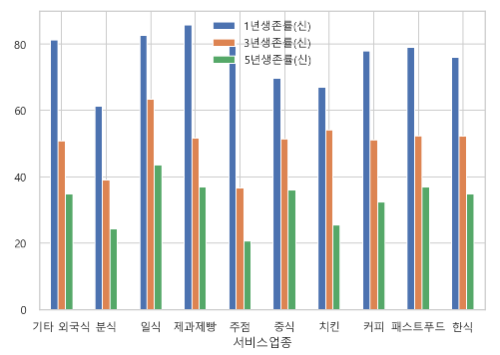 1년생존률(신)
3년생존률(신)
5년생존률(신)
80
60
40
20
0
기타 외국식 분식 일식 제과제빵 주점 중식 치킨 커피 패스트푸드 한식
서비스업종